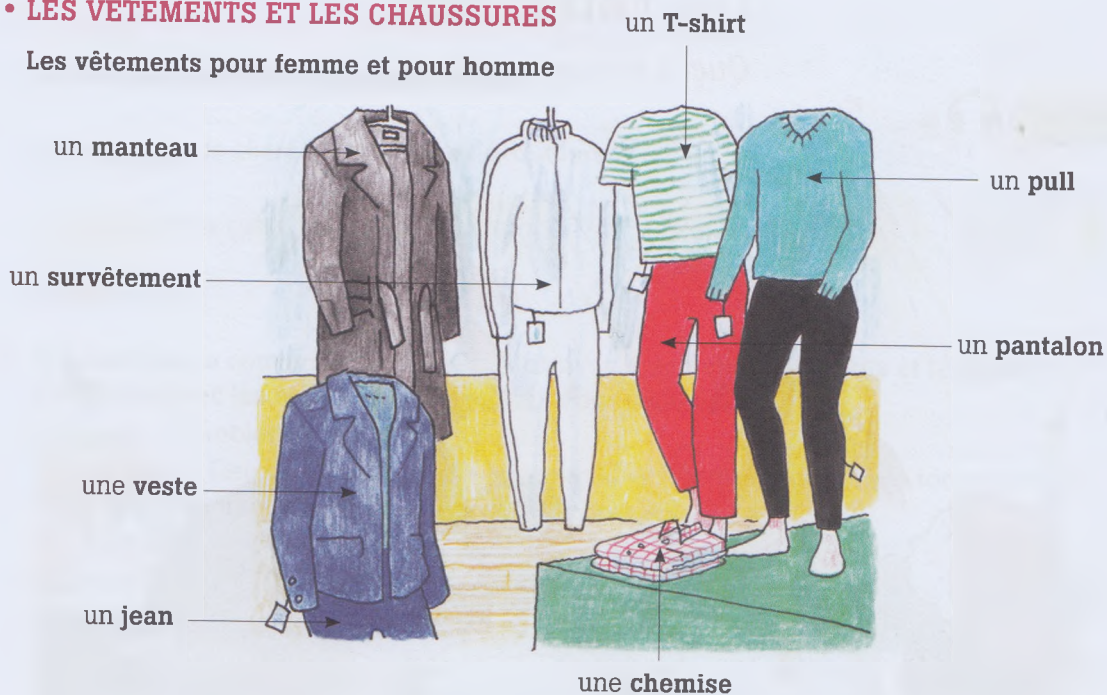 • LES VÊTEMENTS ET LES CHAUSSURES
Les vêtements pour femme et pour homme
un T-shirt
un manteau
un pull
un survêtement
un pantalon
une veste
un jean
une chemise